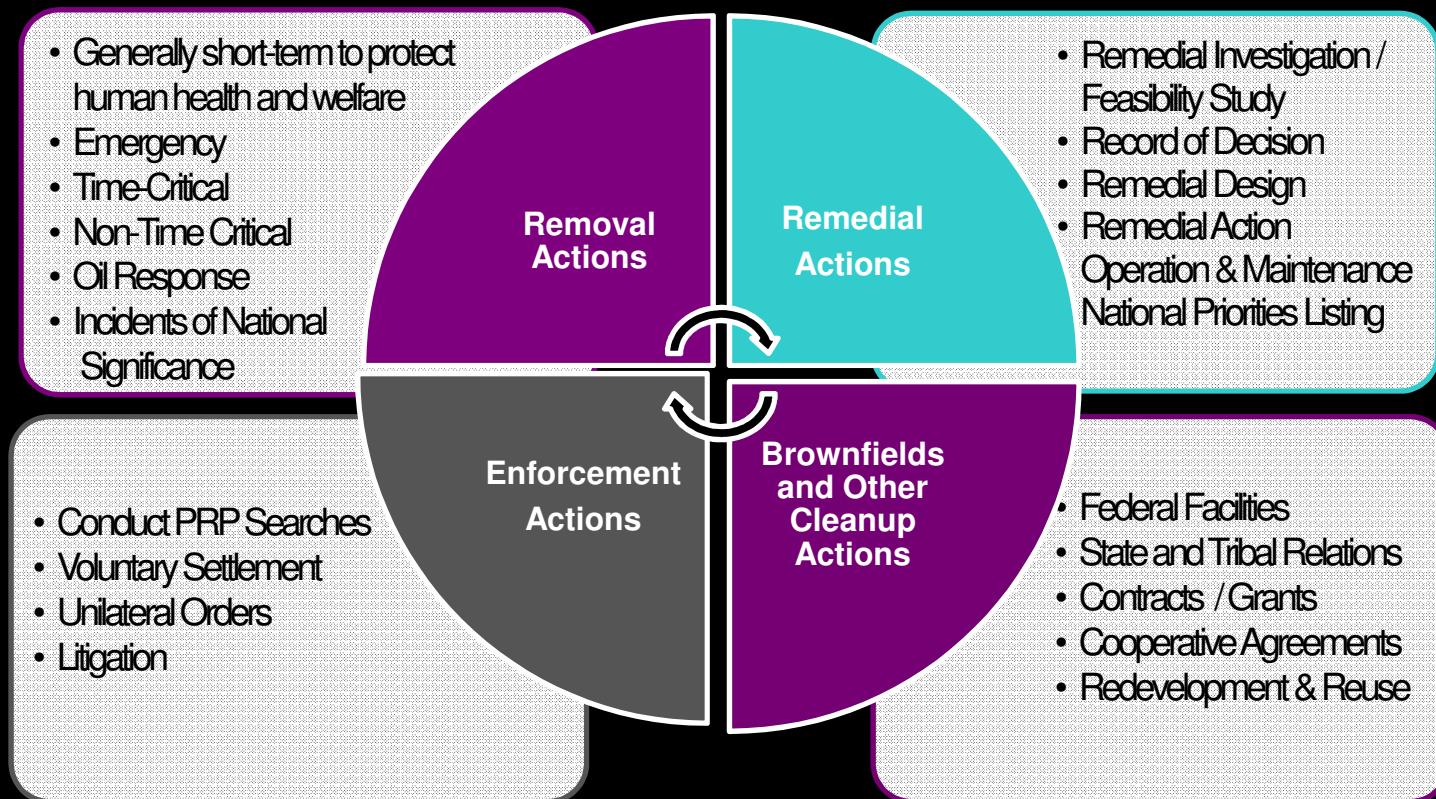 • Generally short-term to protect
human health and welfare
• Emergency
• Time-Critical
• Non-Time Critical
• Oil Response
• Incidents of National
Significance
Removal
Actions
Remedial
Actions
• Remedial Investigation /
Feasibility Study
• Record of Decision
• Remedial Design
• Remedial Action
Operation & Maintenance
National Priorities Listing
• Conduct PRP Searches
• Voluntary Settlement
• Unilateral Orders
• Litigation
Enforcement
Actions
Brownfields
and Other
Cleanup
Actions
• Federal Facilities
• State and Tribal Relations
• Contracts / Grants
• Cooperative Agreements
• Redevelopment & Reuse